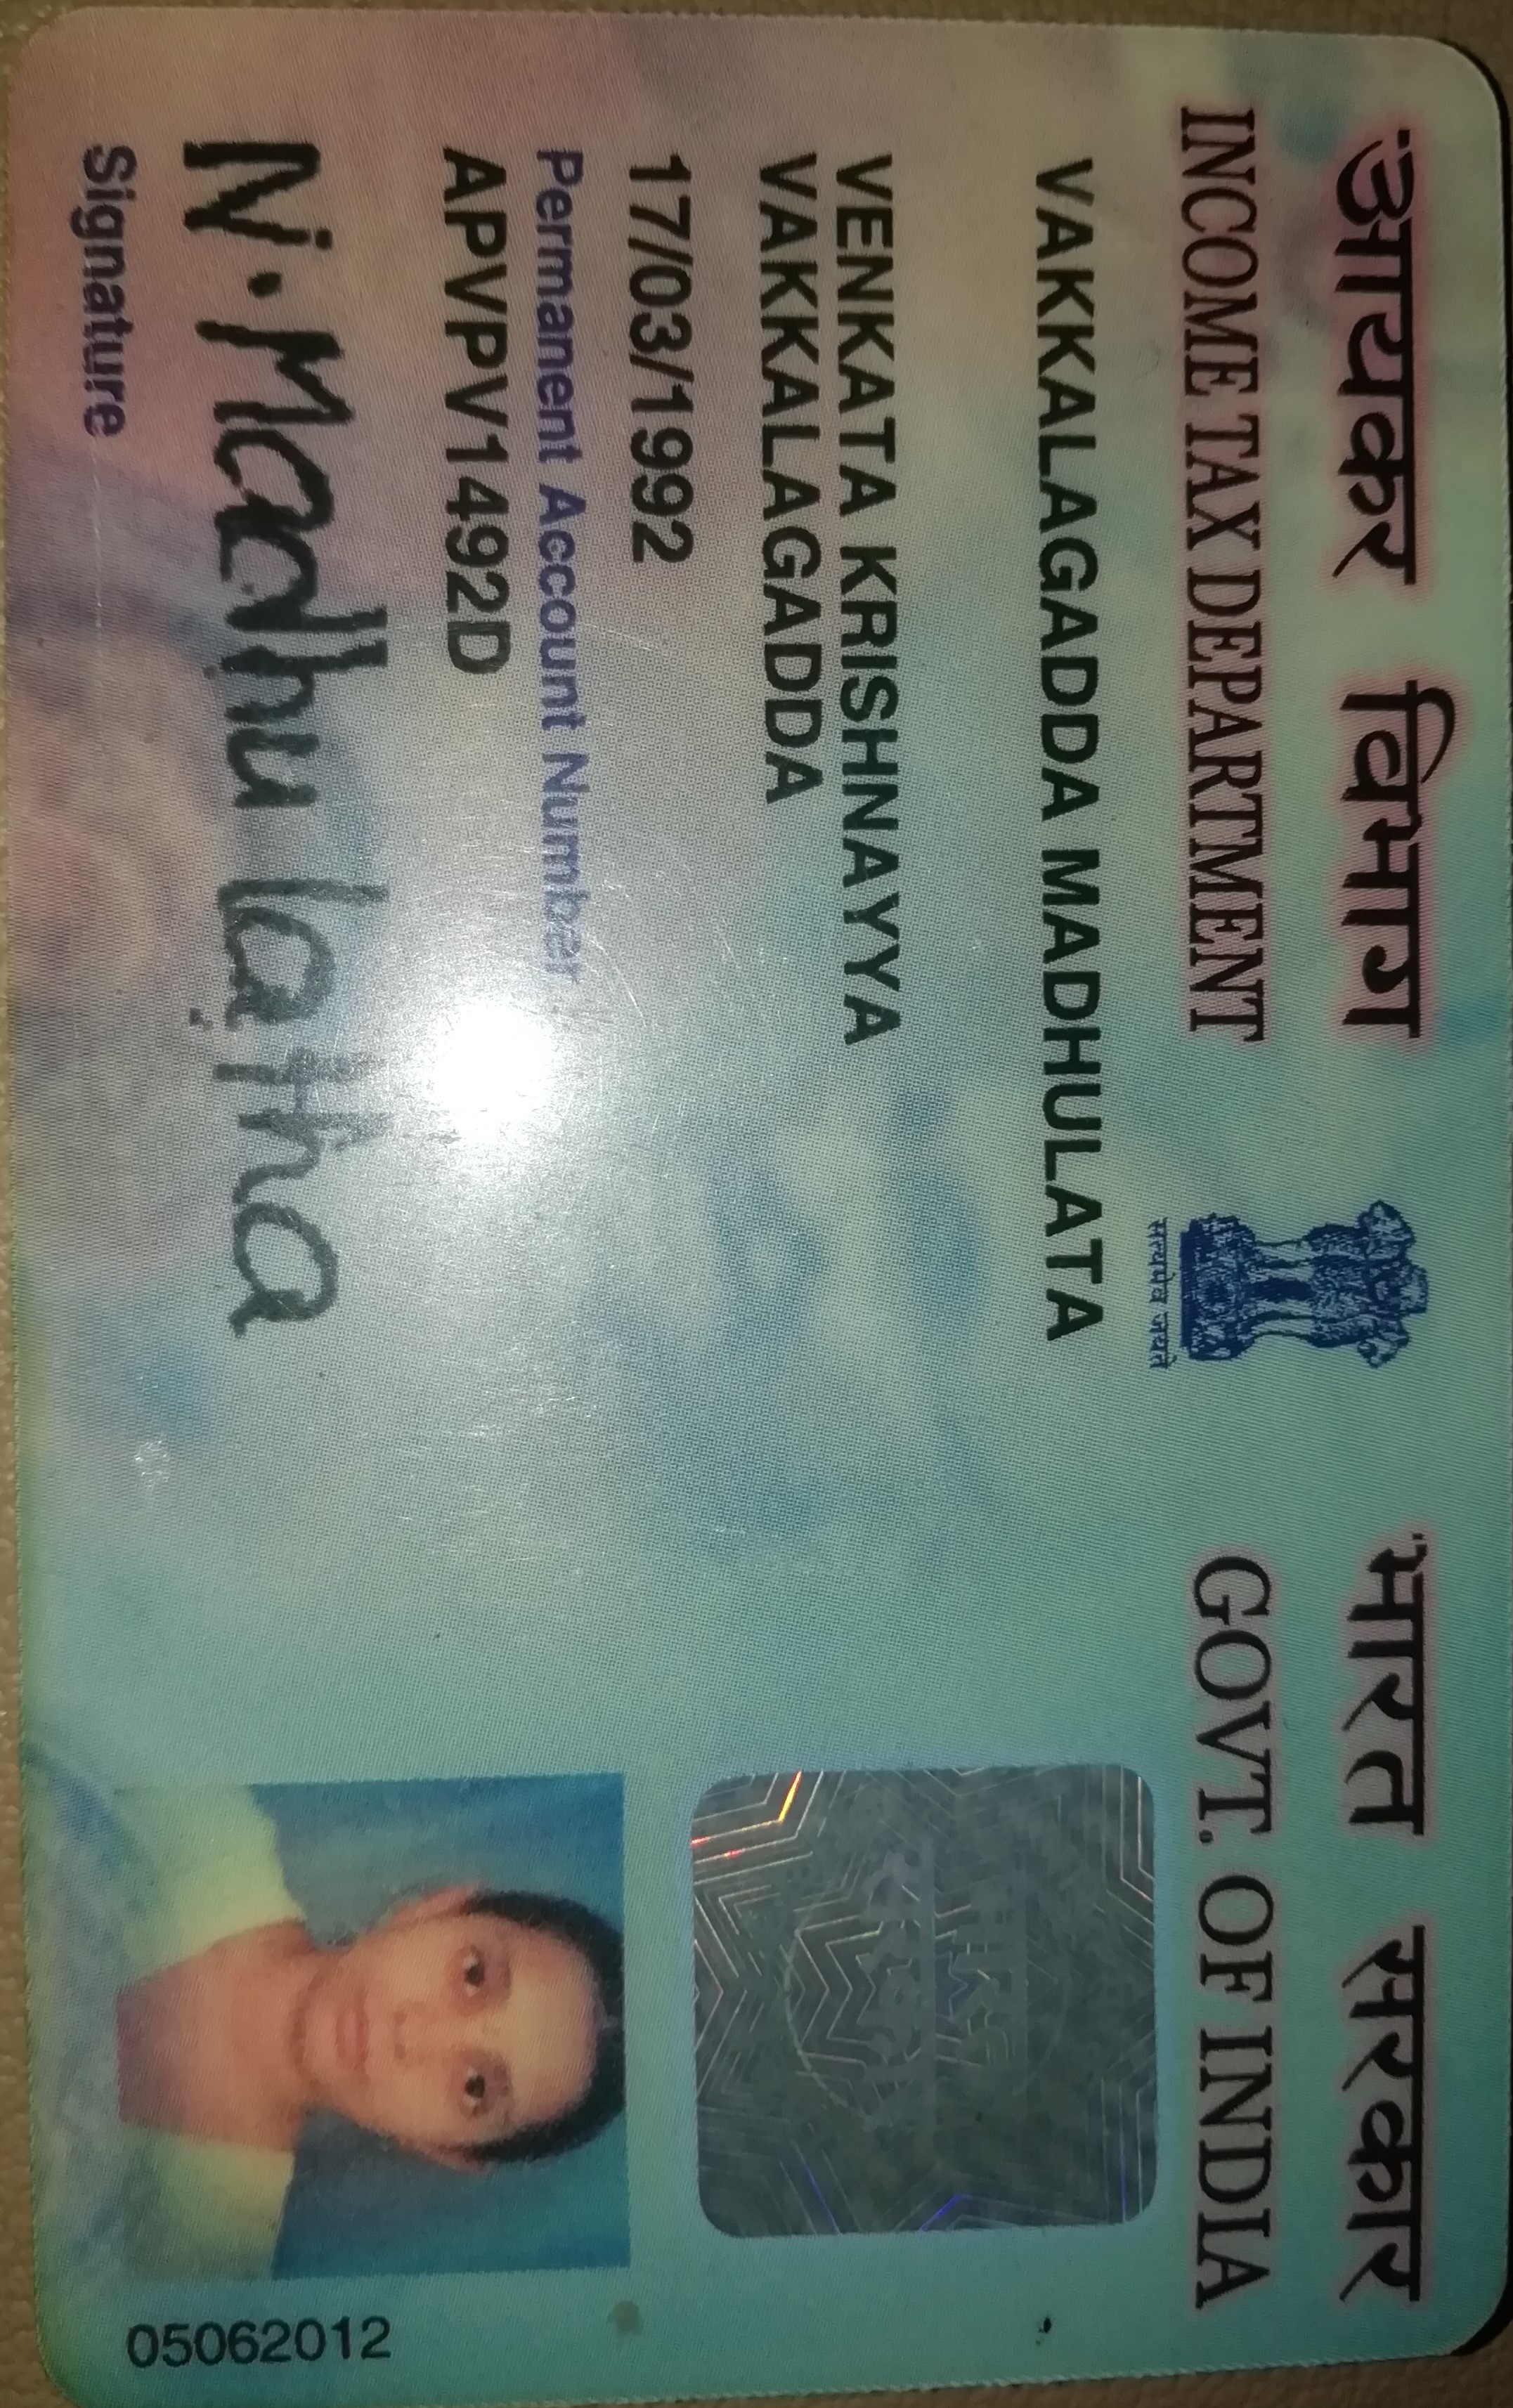 आयकर विभाग
INCOME TAX DEPARTMENT
सत्यमेव जयते
भारत सरकार
GOVT. OF INDIA
VAKKALAGADDA MADHULATA
VENKATA KRISHNAYYA
VAKKALAGADDA
17/03/1992
Permanent Account Number
APVPV1492D
N. Madhu latha
Signature
05062012